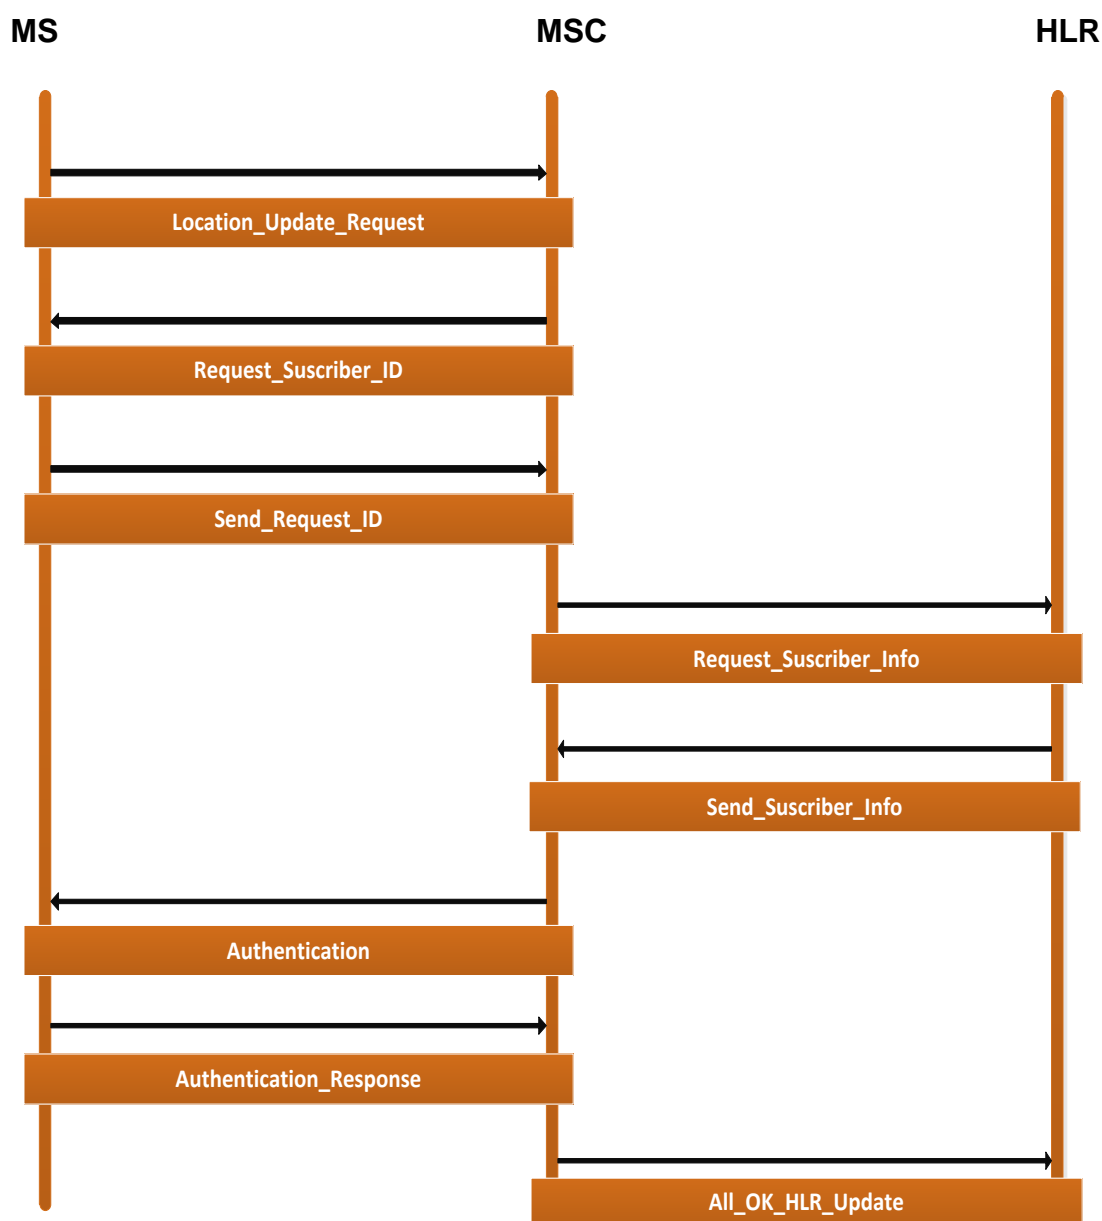 MS
MSC
HLR
Location_Update_Request
Request_Suscriber_ID
Send_Request_ID
Request_Suscriber_Info
Send_Suscriber_Info
Authentication
Authentication_Response
All_OK_HLR_Update